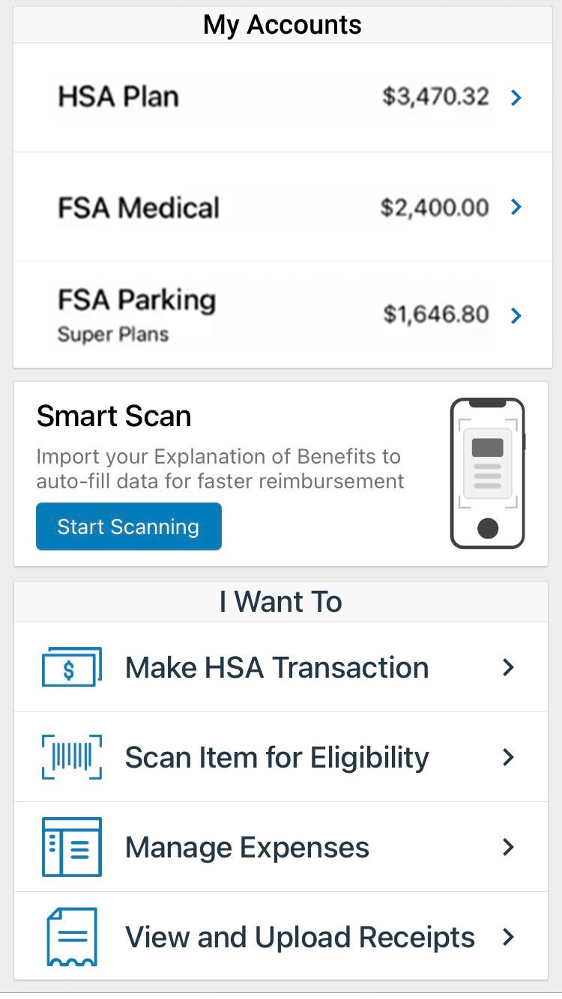 My Accounts
HSA Plan $3,470.32
FSA Medical $2,400.00
FSA Parking $1,646.80
Super Plans
Smart Scan
Import your Explanation of Benefits to
auto-fill data for faster reimbursement
Start Scanning
I Want To
$ Make HSA Transaction
Scan Item for Eligibility
Manage Expenses
View and Upload Receipts